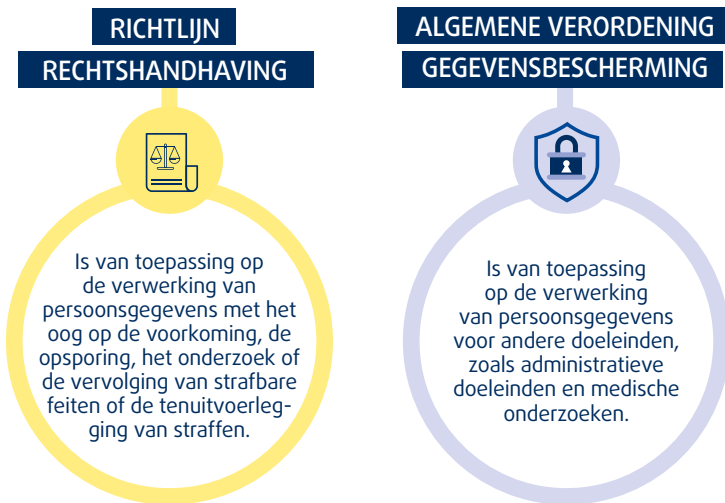 RICHTLIJN
RECHTSHANDHAVING
Is van toepassing op
de verwerking van
persoonsgegevens met het
oog op de voorkoming, de
opsporing, het onderzoek of
de vervolging van strafbare
feiten of de tenuitvoerleg-
ging van straffen.
ALGEMENE VERORDENING
GEGEVENSBESCHERMING
Is van toepassing
op de verwerking
van persoonsgegevens
voor andere doeleinden,
zoals administratieve
doeleinden en medische
onderzoeken.